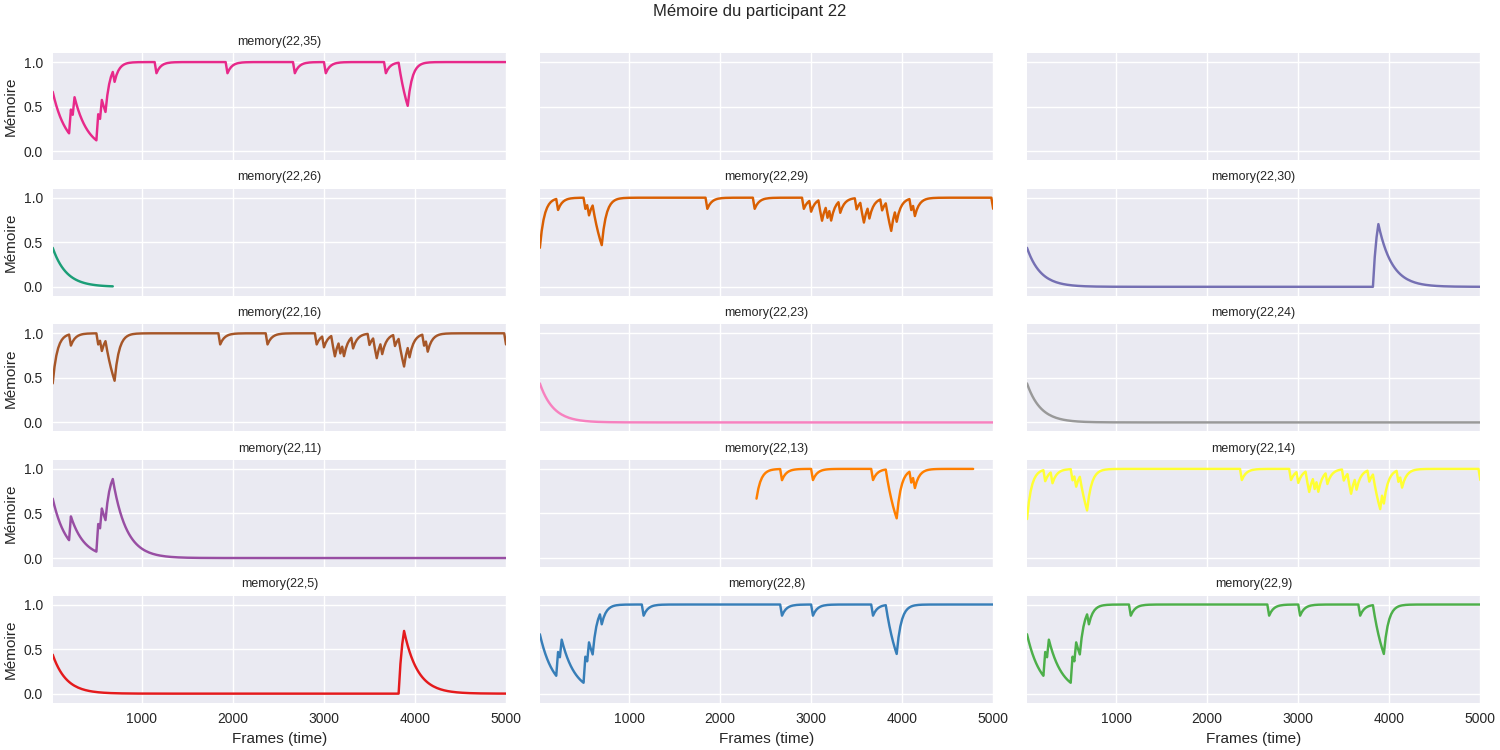 Mémoire du participant 22
memory(22,35)
Mémoire
1.0
0.5
0.0
memory(22,26)
memory(22,29)
memory(22,30)
Mémoire
1.0
0.5
0.0
memory(22,16)
memory(22,23)
memory(22,24)
Mémoire
1.0
0.5
0.0
memory(22,11)
memory(22,13)
memory(22,14)
Mémoire
1.0
0.5
0.0
memory(22,5)
memory(22,8)
memory(22,9)
Mémoire
1.0
0.5
0.0
1000 2000 3000 4000 5000 1000 2000 3000 4000 5000 1000 2000 3000 4000 5000
Frames (time) Frames (time) Frames (time)